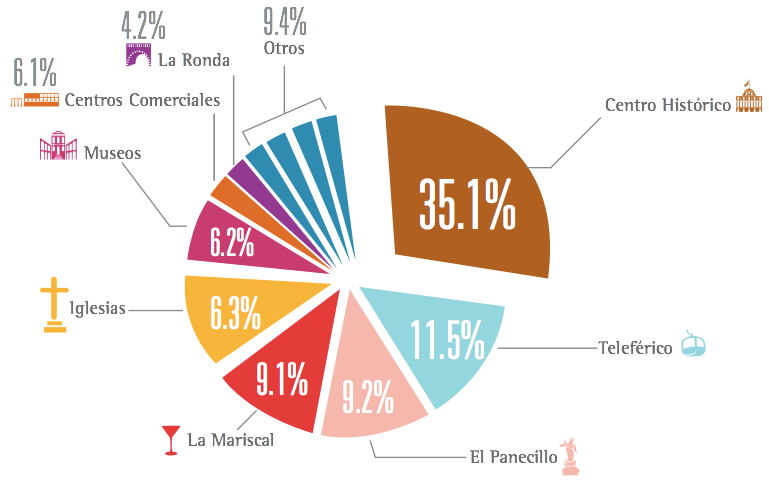 9.4%
Otros
4.2%
La Ronda
6.1%
Centros Comerciales
Museos
6.2%
Iglesias
6.3%
La Mariscal
9.1%
El Panecillo
9.2%
Teleférico
11.5%
Centro Histórico
35.1%